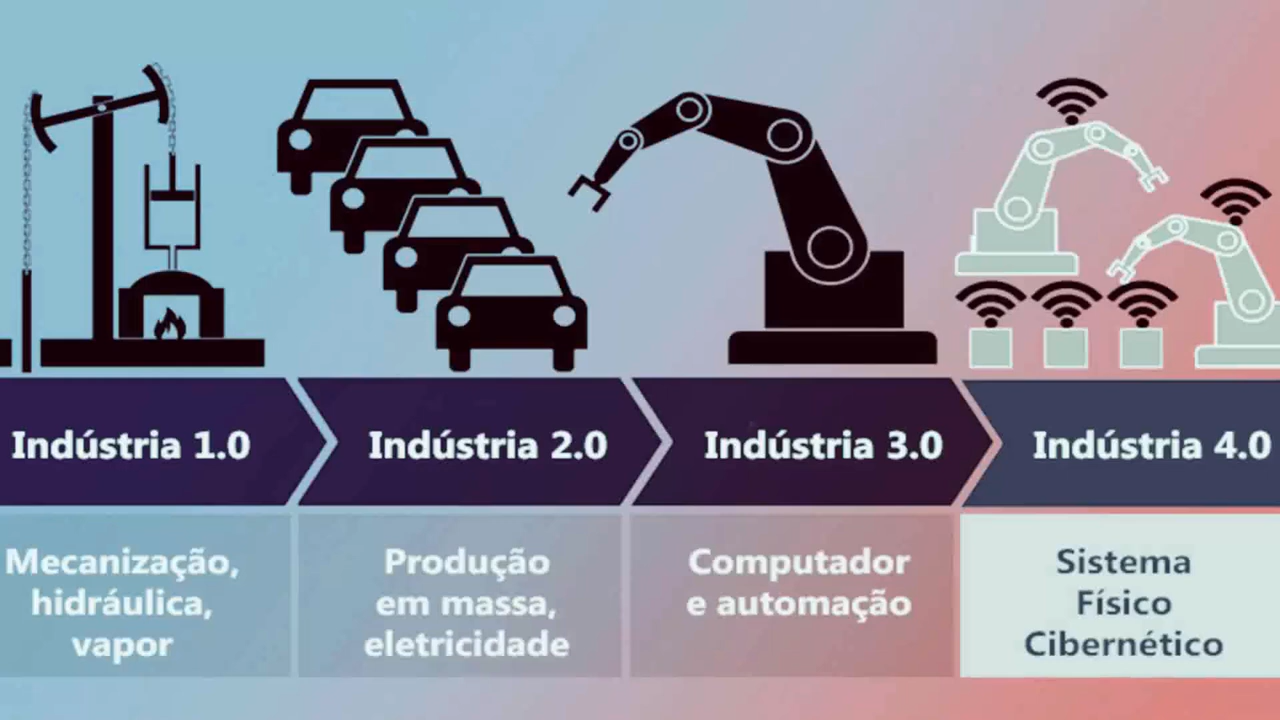 Indústria 1.0
Indústria 2.0
Indústria 3.0
Indústria 4.0
Mecanização,
hidráulica,
vapor
Produção
em massa,
eletricidade
Computador
e automação
Sistema
Físico
Cibernético